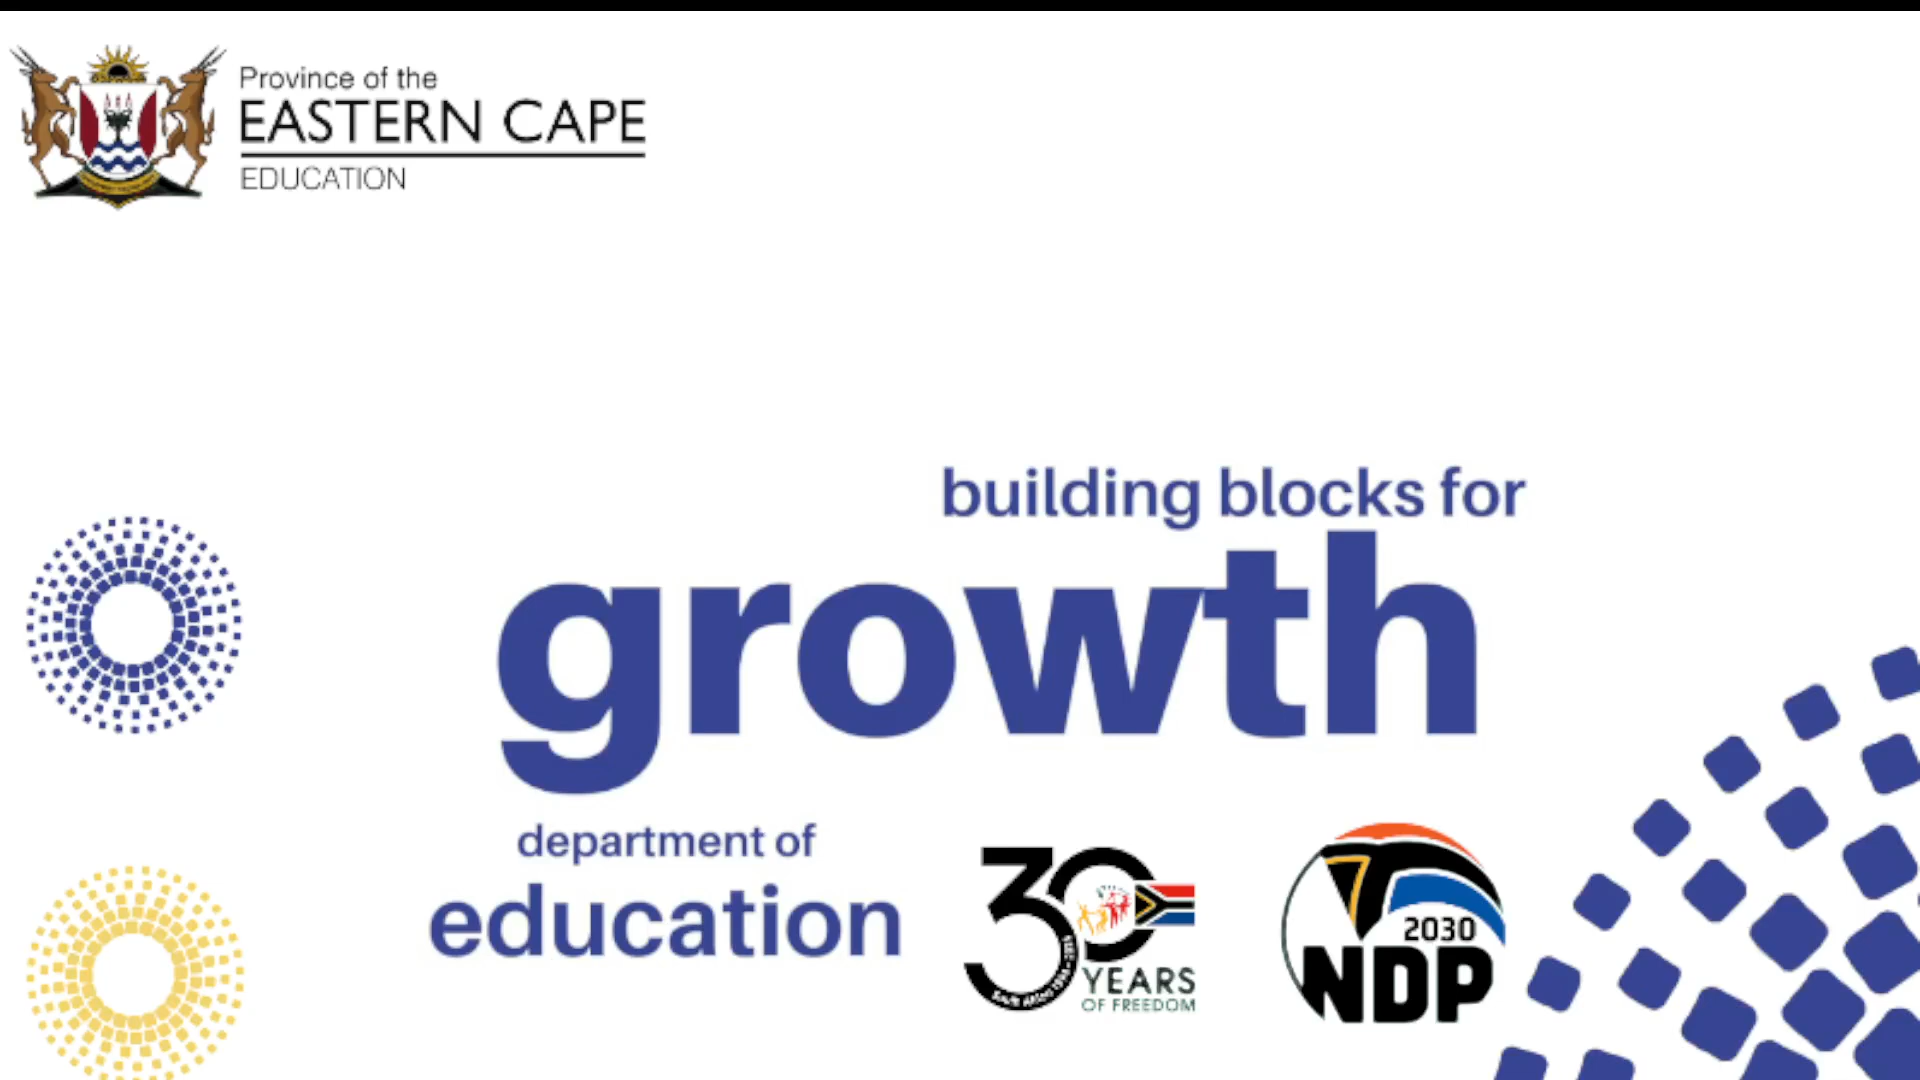 Province of the
EASTERN CAPE
EDUCATION
building blocks for
growth
department of
education
30
YEARS
OF FREEDOM
2030
NDP